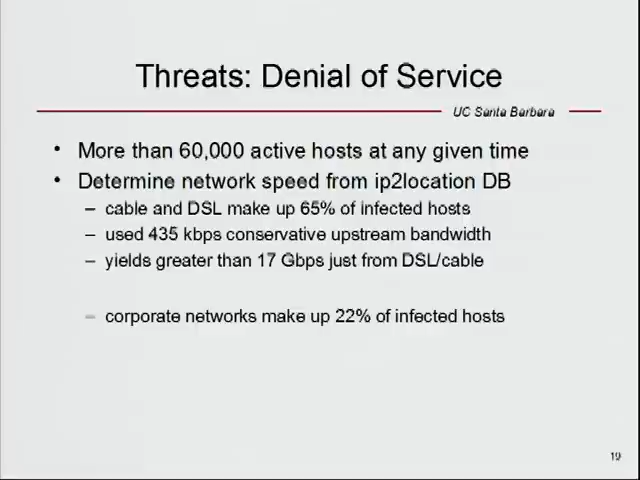 Threats: Denial of Service
UC Santa Barbara
• More than 60,000 active hosts at any given time
• Determine network speed from ip2location DB
– cable and DSL make up 65% of infected hosts
– used 435 kbps conservative upstream bandwidth
– yields greater than 17 Gbps just from DSL/cable
– corporate networks make up 22% of infected hosts
19